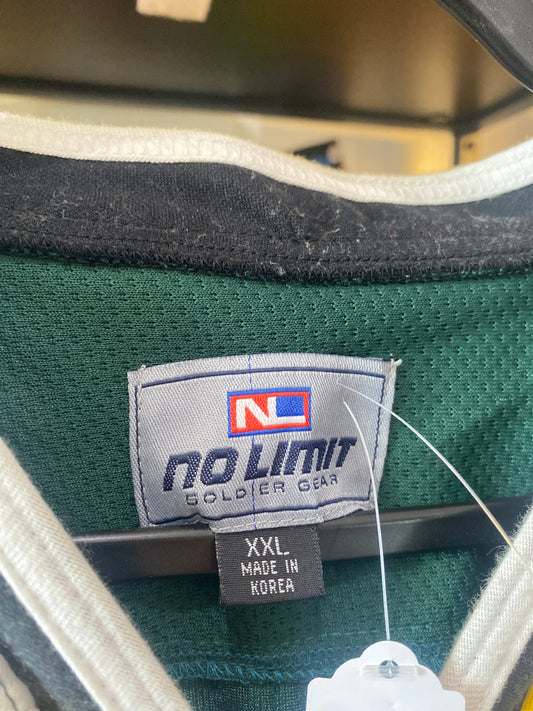 NL
NO LIMIT
SOLDIER GEAR
XXL
MADE IN
KOREA